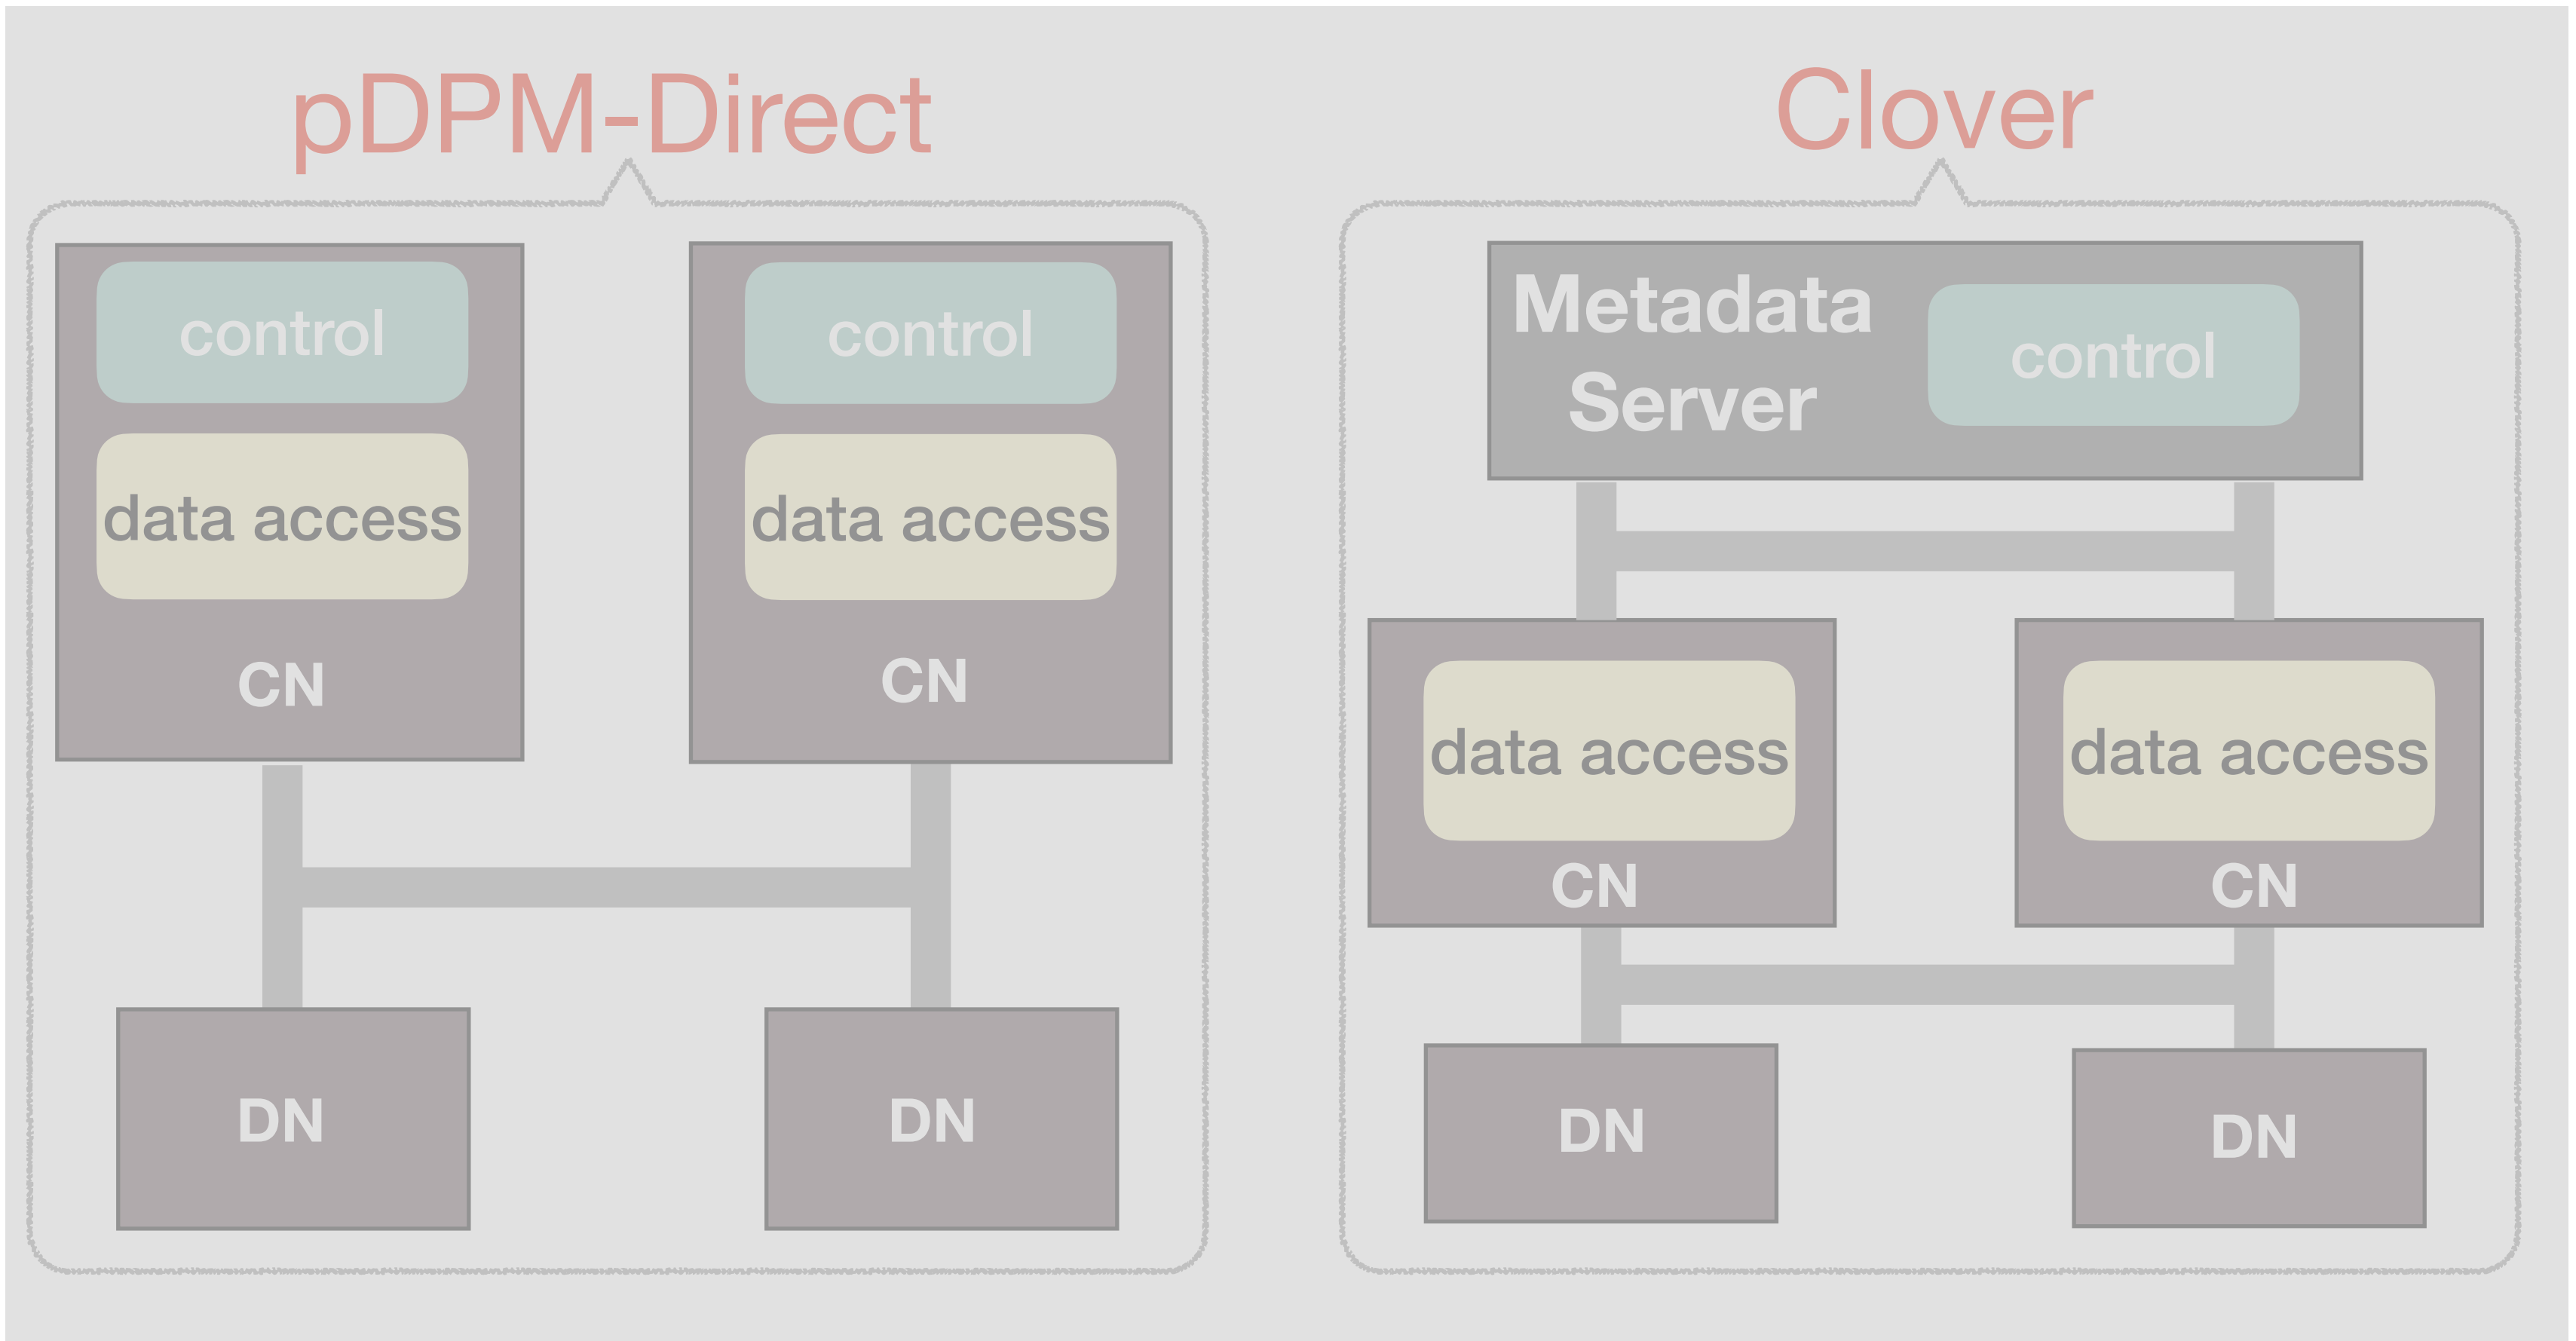 pDPM-Direct
control
data access
CN
control
data access
CN
DN
DN
Clover
Metadata
Server
control
data access
CN
data access
CN
DN
DN